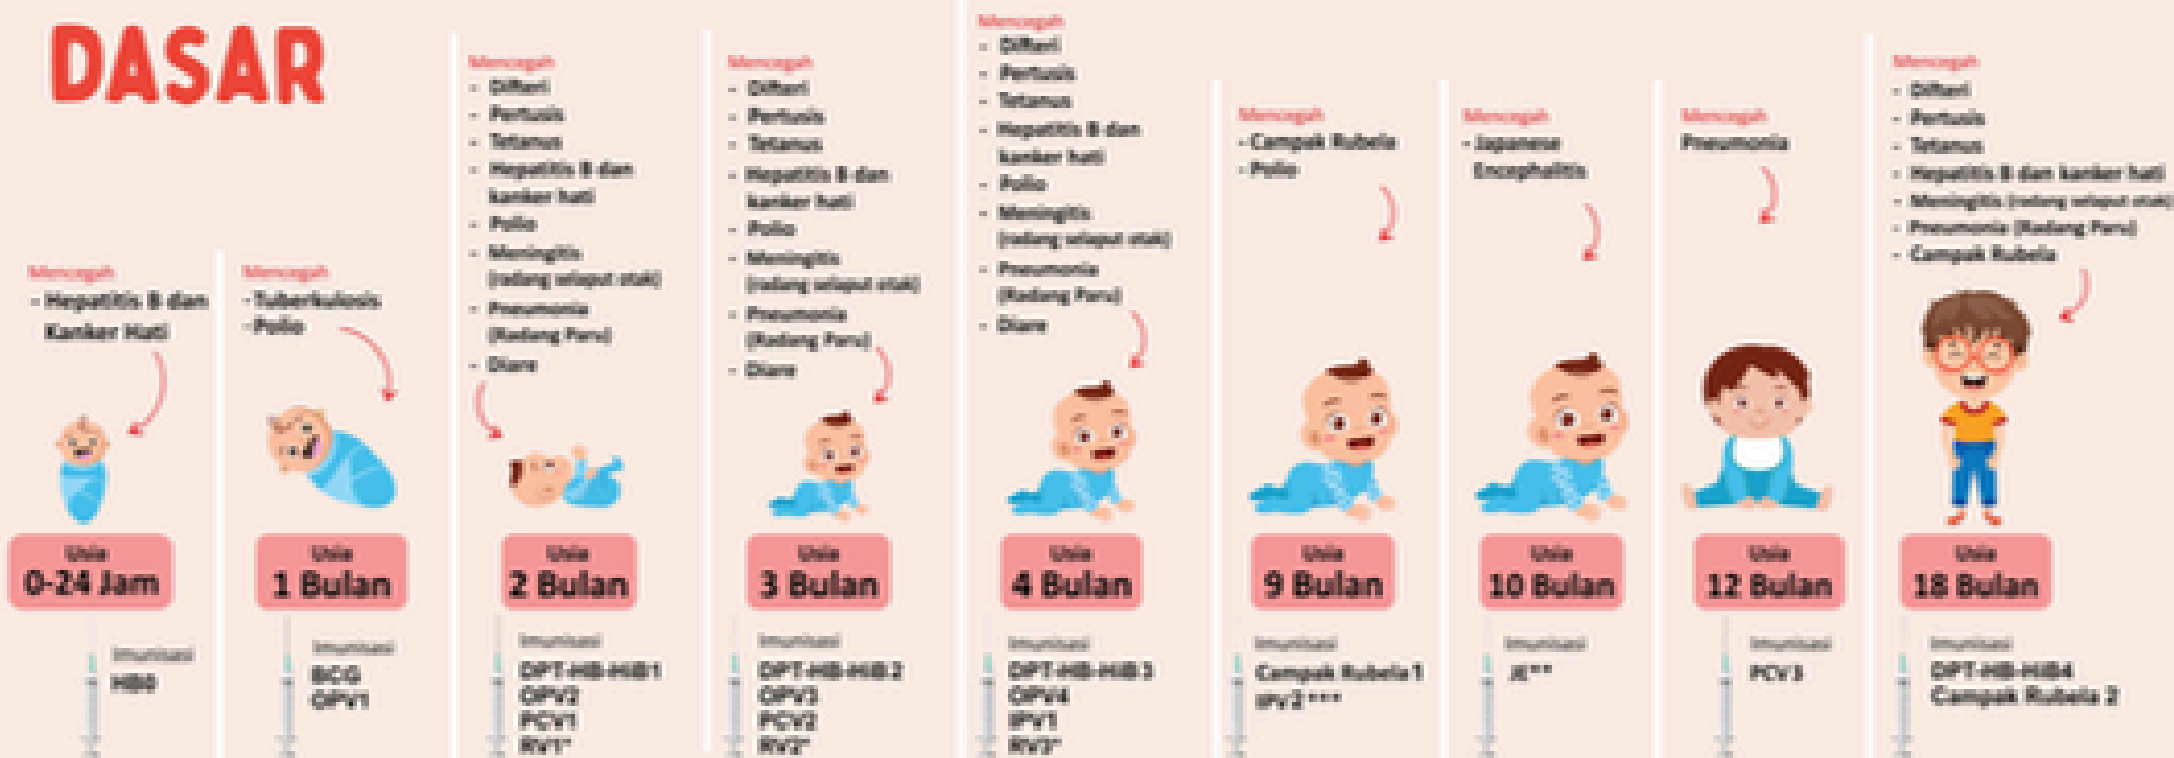 DASAR
Mencegah
- Hepatitis B dan
Kanker Hati
Usia
0-24 Jam
Imunisasi
HB0
Mencegah
- Tuberkulosis
- Polio
Usia
1 Bulan
Imunisasi
BCG
OPV1
Mencegah
- Difteri
- Pertusis
- Tetanus
- Hepatitis B dan
kanker hati
- Polio
- Meningitis
(radang selaput otak)
- Pneumonia
(Radang Paru)
- Diare
Usia
2 Bulan
Imunisasi
DPT-HB-HiB1
OPV2
PCV1
RV1*
Mencegah
- Difteri
- Pertusis
- Tetanus
- Hepatitis B dan
kanker hati
- Polio
- Meningitis
(radang selaput otak)
- Pneumonia
(Radang Paru)
- Diare
Usia
3 Bulan
Imunisasi
DPT-HB-HiB2
OPV3
PCV2
RV2*
Mencegah
- Difteri
- Pertusis
- Tetanus
- Hepatitis B dan
kanker hati
- Polio
- Meningitis
(radang selaput otak)
- Pneumonia
(Radang Paru)
- Diare
Usia
4 Bulan
Imunisasi
DPT-HB-HiB3
OPV4
IPV1
RV3*
Mencegah
- Campak Rubela
- Polio
Usia
9 Bulan
Imunisasi
Campak Rubela 1
IPV2***
Mencegah
- Japanese
Encephalitis
Usia
10 Bulan
Imunisasi
JE**
Mencegah
Pneumonia
Usia
12 Bulan
Imunisasi
PCV3
Mencegah
- Difteri
- Pertusis
- Tetanus
- Hepatitis B dan kanker hati
- Meningitis (radang selaput otak)
- Pneumonia (Radang Paru)
- Campak Rubela
Usia
18 Bulan
Imunisasi
DPT-HB-HiB4
Campak Rubela 2